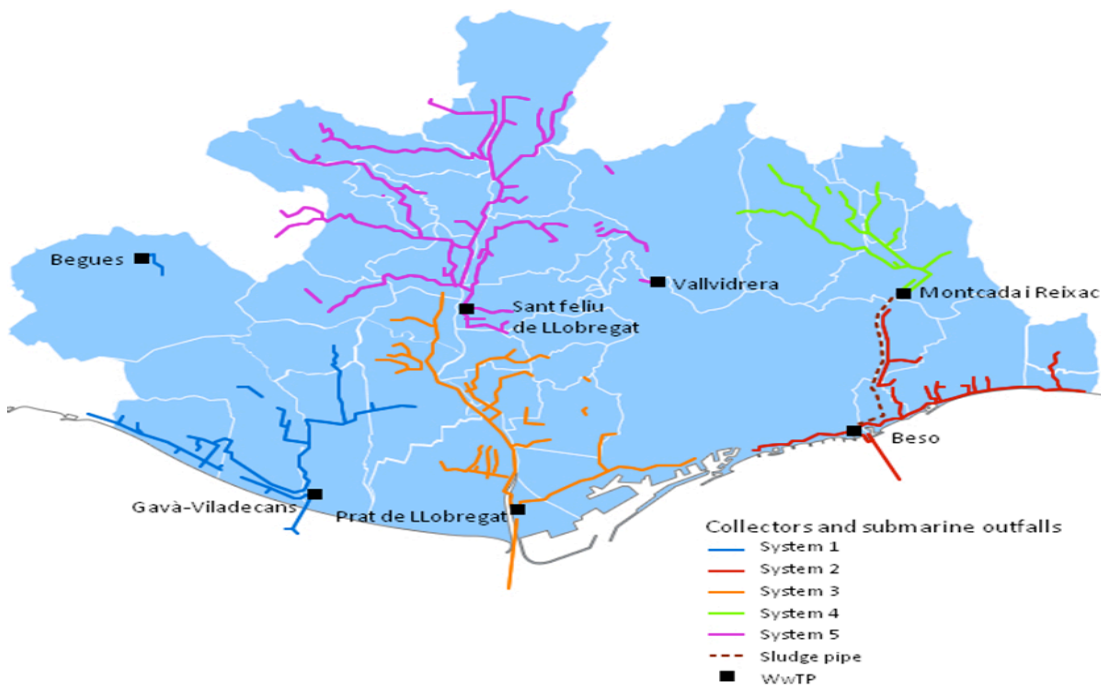 Begues
Vallvidrera
Montcada i Reixac
Sant feliu
de LLobregat
Beso
Gavà-Viladecans
Prat de LLobregat
Collectors and submarine outfalls
System 1
System 2
System 3
System 4
System 5
Sludge pipe
WwTP